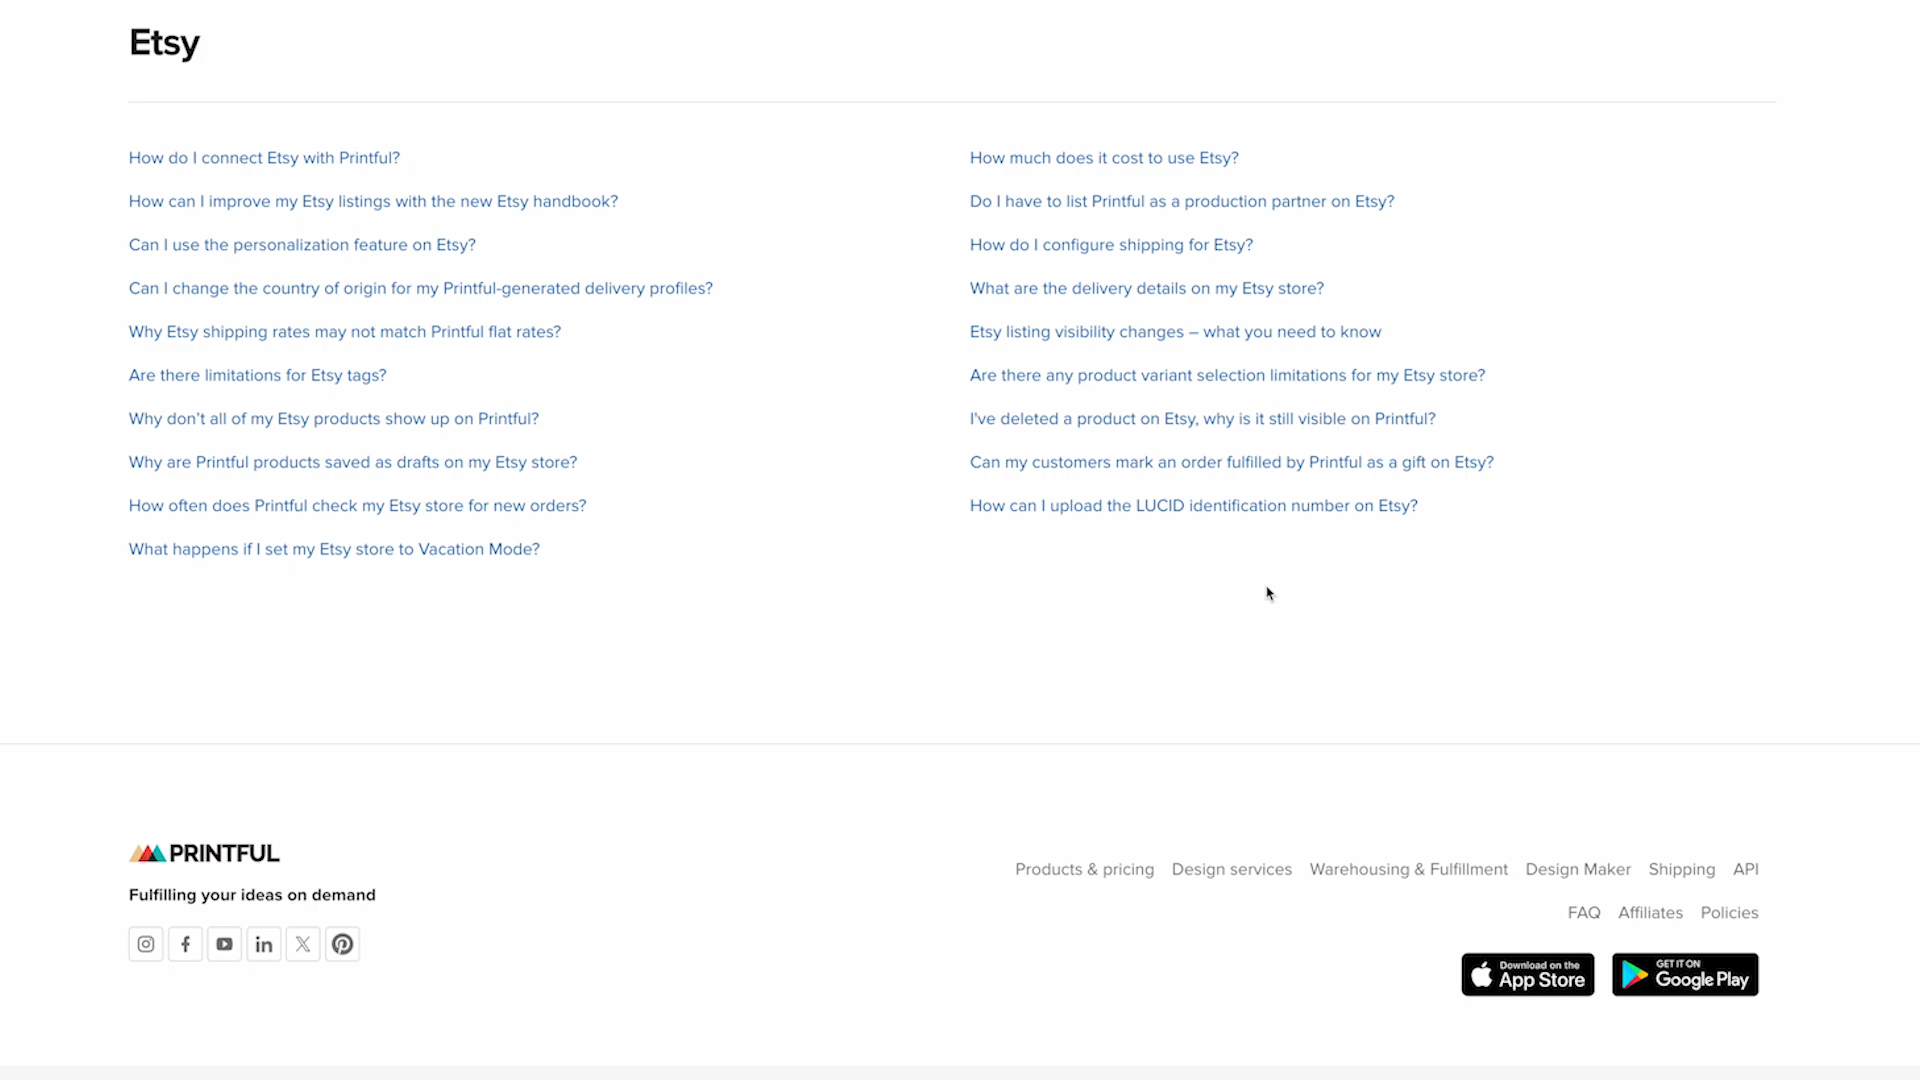 Etsy
How do I connect Etsy with Printful?
How much does it cost to use Etsy?
How can I improve my Etsy listings with the new Etsy handbook?
Do I have to list Printful as a production partner on Etsy?
Can I use the personalization feature on Etsy?
How do I configure shipping for Etsy?
Can I change the country of origin for my Printful-generated delivery profiles?
What are the delivery details on my Etsy store?
Why Etsy shipping rates may not match Printful flat rates?
Etsy listing visibility changes – what you need to know
Are there limitations for Etsy tags?
Are there any product variant selection limitations for my Etsy store?
Why don't all of my Etsy products show up on Printful?
I've deleted a product on Etsy, why is it still visible on Printful?
Why are Printful products saved as drafts on my Etsy store?
Can my customers mark an order fulfilled by Printful as a gift on Etsy?
How often does Printful check my Etsy store for new orders?
How can I upload the LUCID identification number on Etsy?
What happens if I set my Etsy store to Vacation Mode?
PRINTFUL
Fulfilling your ideas on demand
Products & pricing Design services Warehousing & Fulfillment Design Maker Shipping API
FAQ Affiliates Policies
Download on the
App Store
GET IT ON
Google Play